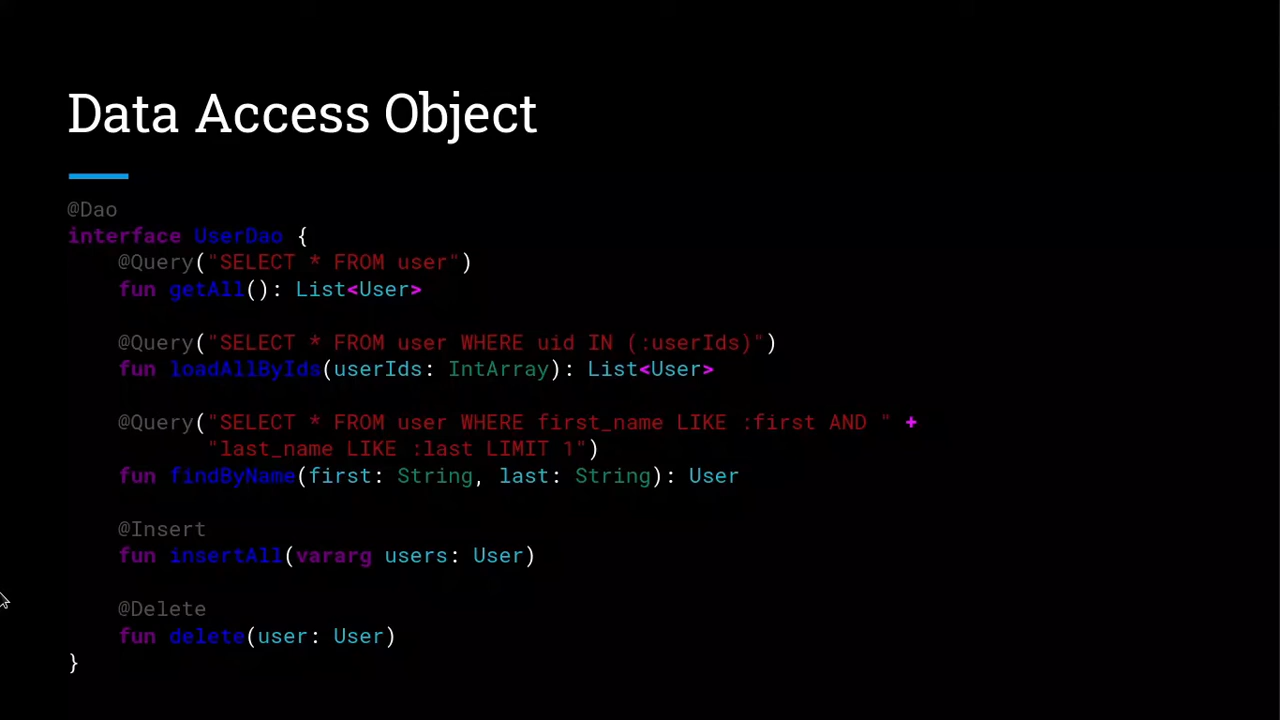 Data Access Object
@Dao
interface UserDao {
    @Query("SELECT * FROM user")
    fun getAll(): List<User>

    @Query("SELECT * FROM user WHERE uid IN (:userIds)")
    fun loadAllByIds(userIds: IntArray): List<User>

    @Query("SELECT * FROM user WHERE first_name LIKE :first AND " +
           "last_name LIKE :last LIMIT 1")
    fun findByName(first: String, last: String): User

    @Insert
    fun insertAll(vararg users: User)

    @Delete
    fun delete(user: User)
}